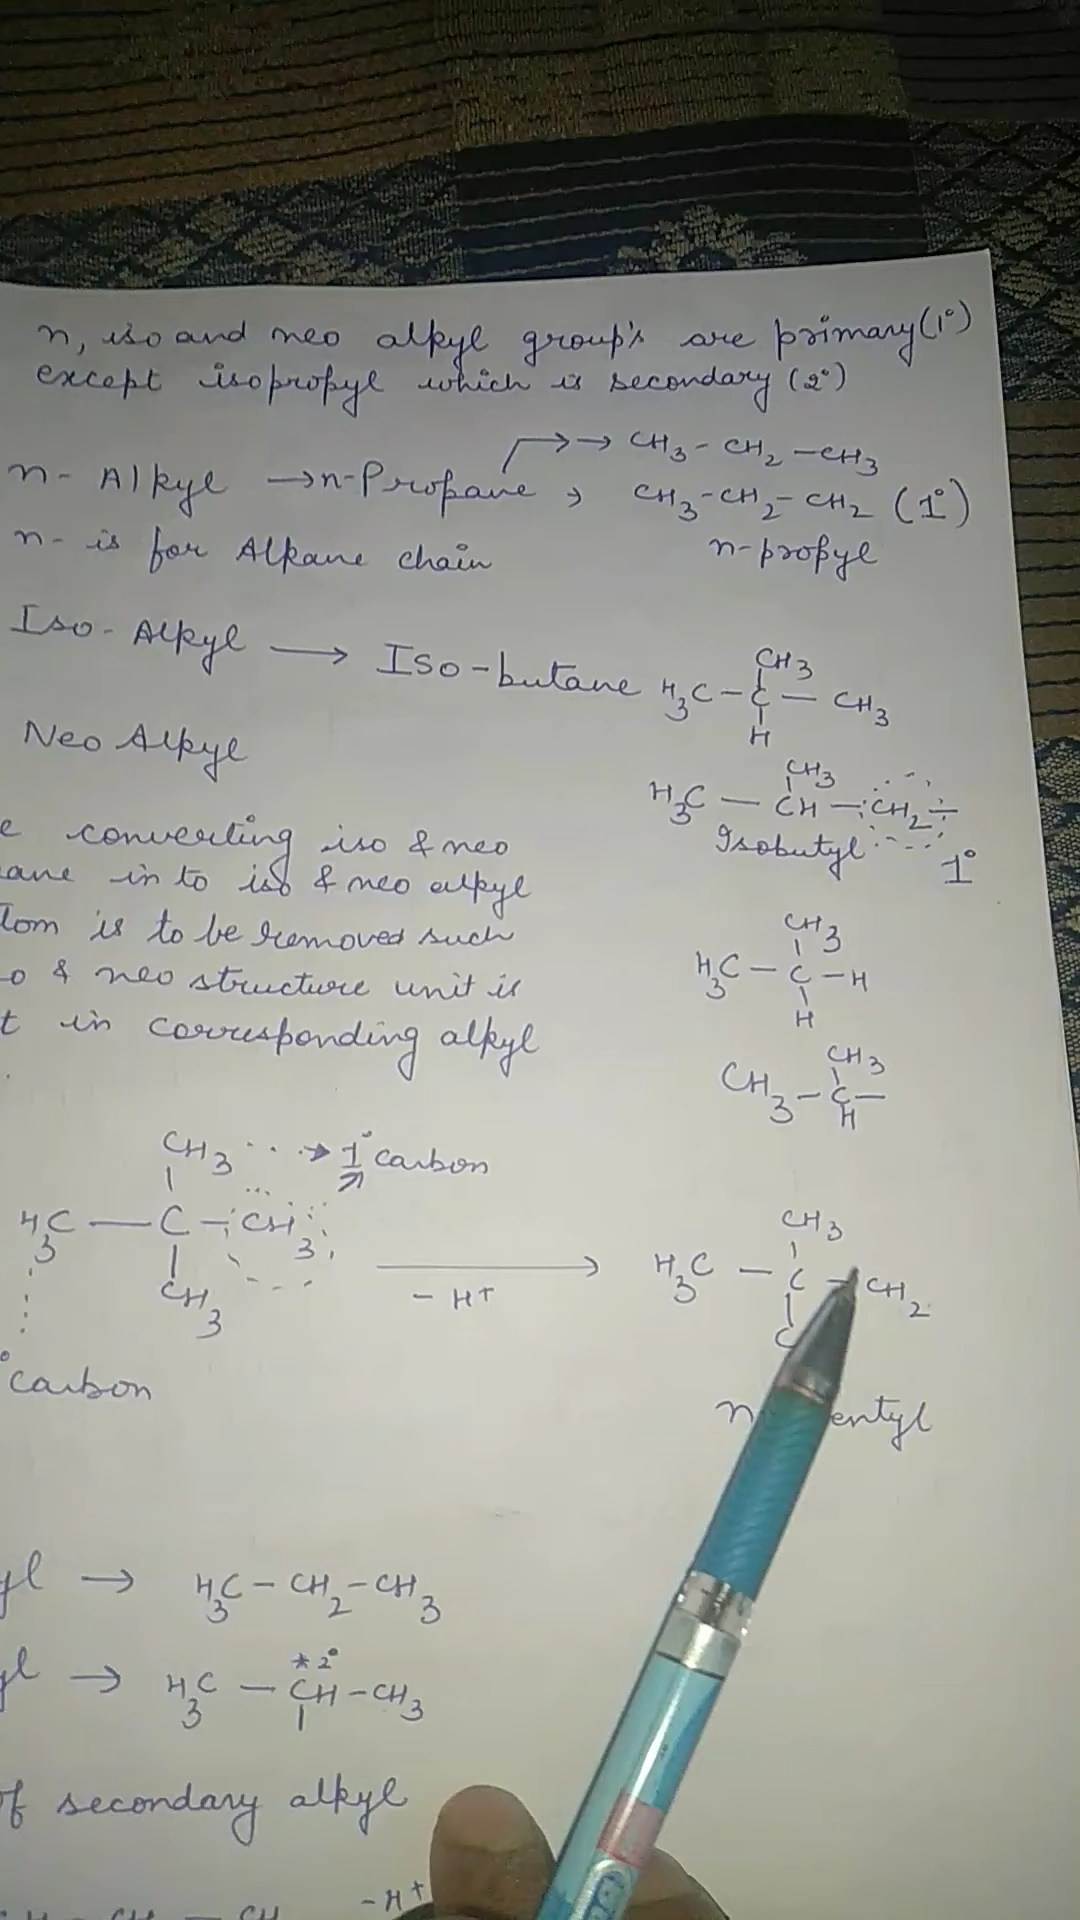 n, iso and neo alkyl group's are primary (1°)
except isopropyl which is secondary (2°)
n- Alkyl → n-Propane → → CH3 - CH2 - CH3
CH3 - CH2 - CH2 (1°)
n-propyl
n- is for Alkane chain
Iso- Alkyl → Iso-butane
CH3
H3C - C - CH3
H
Neo Alkyl
CH3
H3C - CH - CH2 -
Isobutyl 1°
converting iso & neo
in to iso & neo alkyl
is to be removed such
& neo structure unit is
in corresponding alkyl
CH3
H3C - C - H
H
CH3
CH3 - C -
H
CH3 → 1° carbon
H3C - C - CH3
CH3
- H+
CH3
H3C - C - CH2
C
carbon
entyl
yl → H3C - CH2 - CH3
*2°
yl → H3C - CH - CH3
of secondary alkyl
- H+